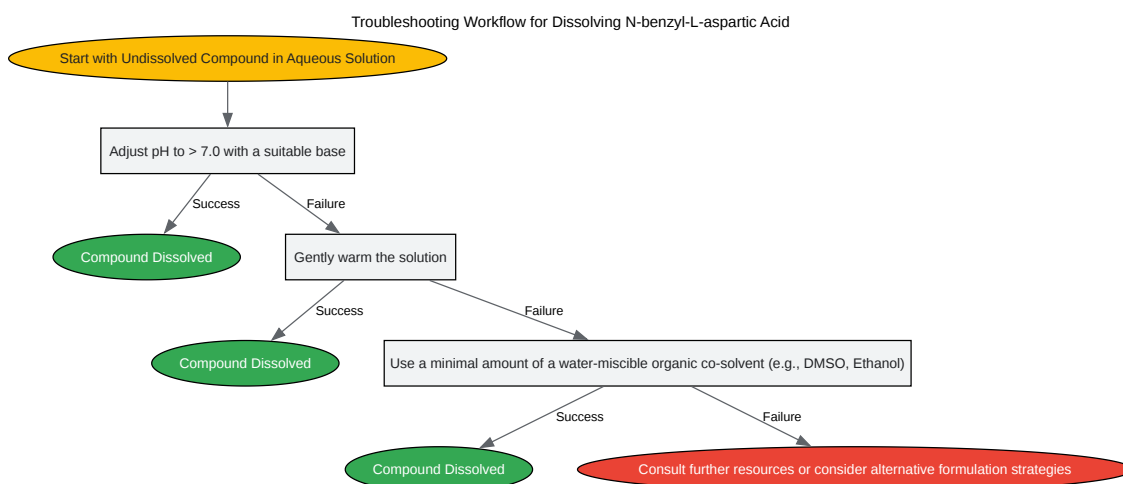 Troubleshooting Workflow for Dissolving N-benzyl-L-aspartic Acid
Start with Undissolved Compound in Aqueous Solution
Adjust pH to > 7.0 with a suitable base
Success
Failure
Compound Dissolved
Gently warm the solution
Success
Failure
Compound Dissolved
Use a minimal amount of a water-miscible organic co-solvent (e.g., DMSO, Ethanol)
Success
Failure
Compound Dissolved
Consult further resources or consider alternative formulation strategies